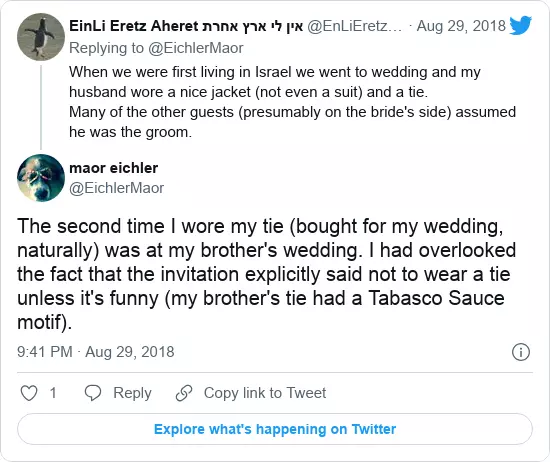 EinLi Eretz Aheret אין לי ארץ אחרת @EnLiEretz... · Aug 29, 2018
Replying to @EichlerMaor
When we were first living in Israel we went to wedding and my
husband wore a nice jacket (not even a suit) and a tie.
Many of the other guests (presumably on the bride's side) assumed
he was the groom.
maor eichler
@EichlerMaor
The second time I wore my tie (bought for my wedding,
naturally) was at my brother's wedding. I had overlooked
the fact that the invitation explicitly said not to wear a tie
unless it's funny (my brother's tie had a Tabasco Sauce
motif).
9:41 PM · Aug 29, 2018
1 Reply Copy link to Tweet
Explore what's happening on Twitter